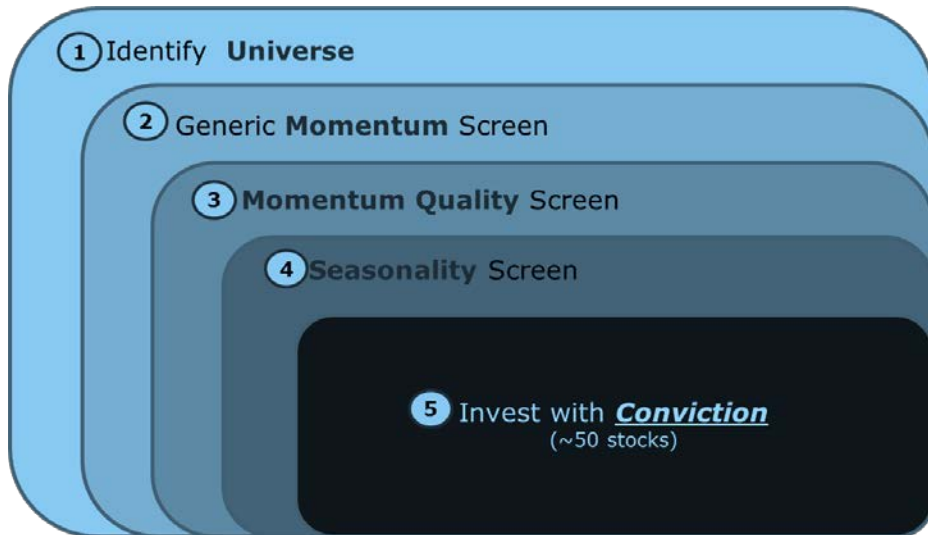 1 Identify Universe
2 Generic Momentum Screen
3 Momentum Quality Screen
4 Seasonality Screen
5 Invest with Conviction
(~50 stocks)